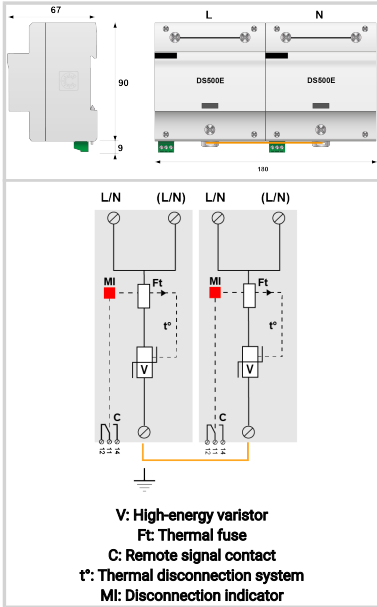 67
L
N
90
DS500E
DS500E
9
180
L/N
(L/N)
L/N
(L/N)
MI
Ft
MI
Ft
t°
t°
V
V
C
C
12
11
14
12
11
14
V: High-energy varistor
Ft: Thermal fuse
C: Remote signal contact
t°: Thermal disconnection system
MI: Disconnection indicator